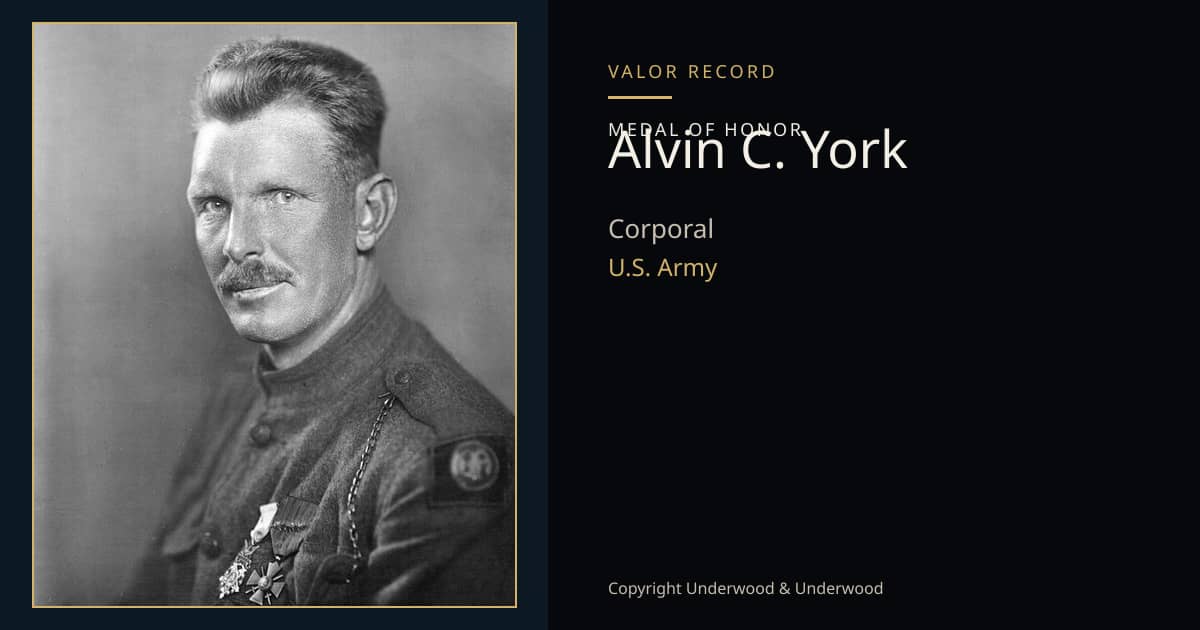 VALOR RECORD
MEDAL OF HONOR
Alvin C. York
Corporal
U.S. Army
Copyright Underwood & Underwood